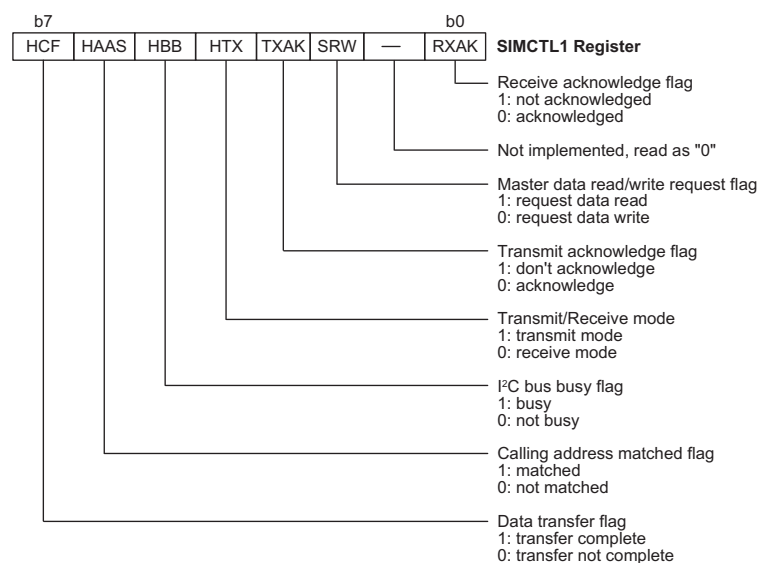 b7 b0
HCF HAAS HBB HTX TXAK SRW — RXAK SIMCTL1 Register
Receive acknowledge flag
1: not acknowledged
0: acknowledged
Not implemented, read as "0"
Master data read/write request flag
1: request data read
0: request data write
Transmit acknowledge flag
1: don't acknowledge
0: acknowledge
Transmit/Receive mode
1: transmit mode
0: receive mode
I²C bus busy flag
1: busy
0: not busy
Calling address matched flag
1: matched
0: not matched
Data transfer flag
1: transfer complete
0: transfer not complete